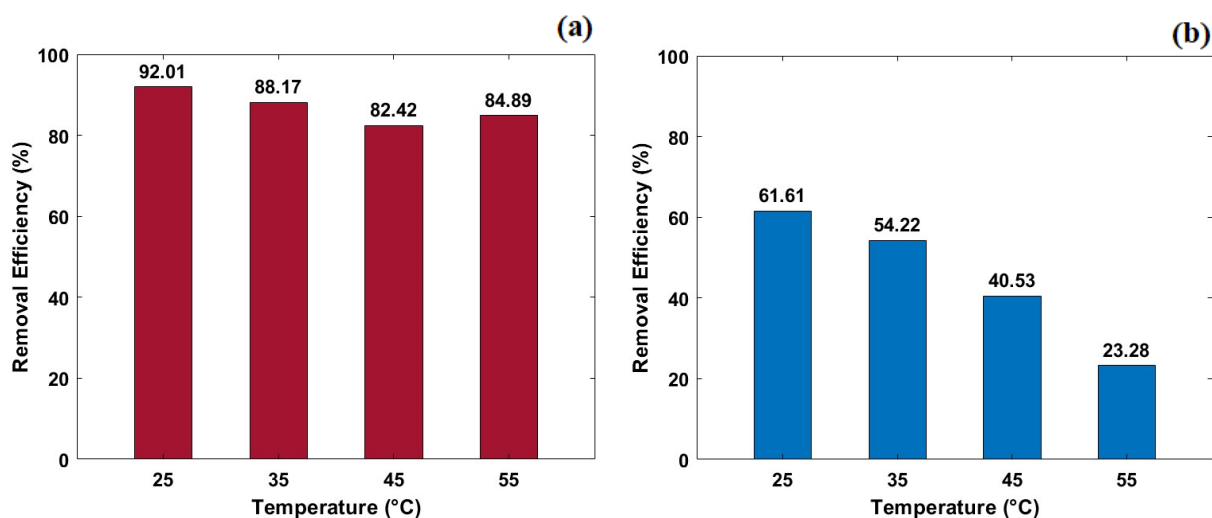 (a)
Removal Efficiency (%)
100
80
60
40
20
0
92.01
88.17
82.42
84.89
25 35 45 55
Temperature (°C)
(b)
Removal Efficiency (%)
100
80
60
40
20
0
61.61
54.22
40.53
23.28
25 35 45 55
Temperature (°C)